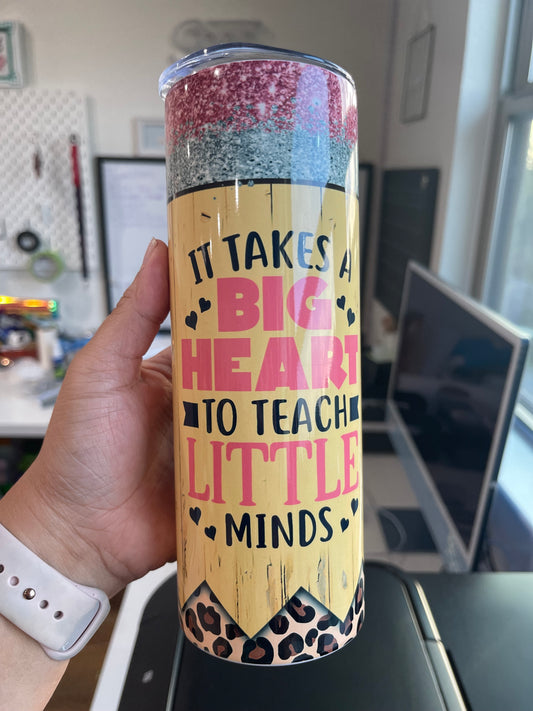 IT TAKES A
BIG
HEART
TO TEACH
LITTLE
MINDS